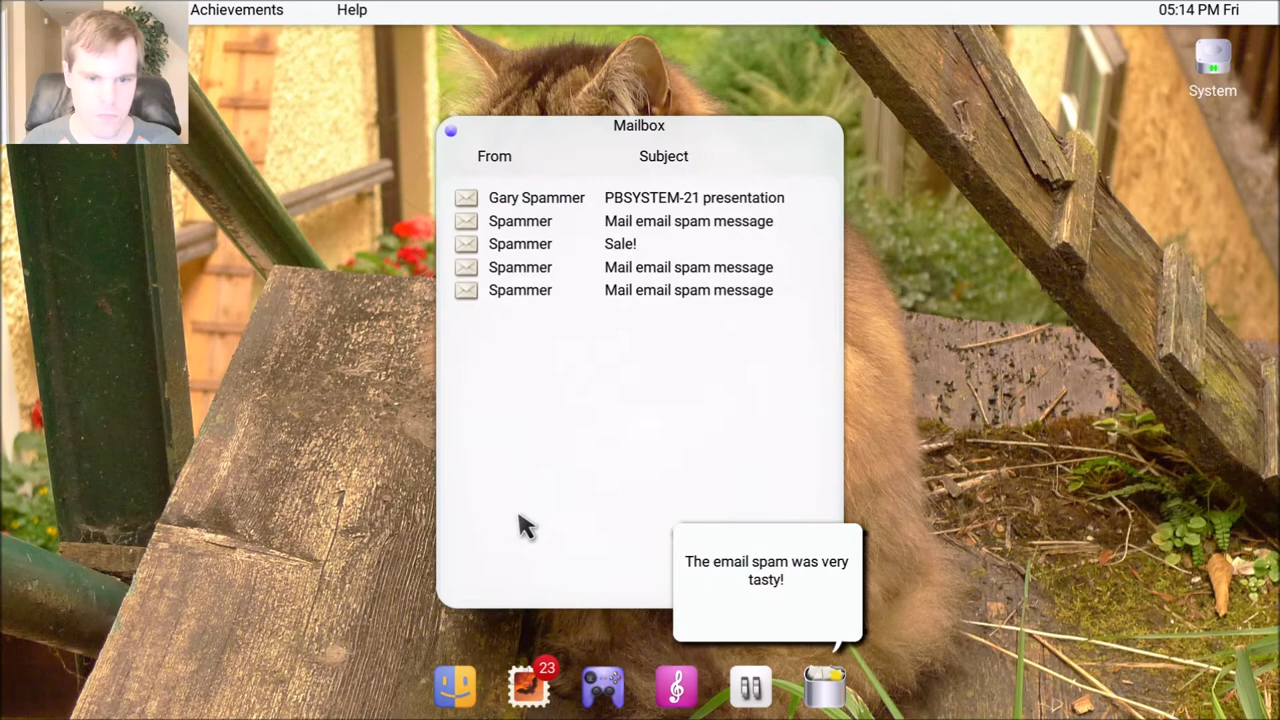 Achievements
Help
05:14 PM Fri
System
Mailbox
From
Subject
Gary Spammer
PBSYSTEM-21 presentation
Spammer
Mail email spam message
Spammer
Sale!
Spammer
Mail email spam message
Spammer
Mail email spam message
The email spam was very
tasty!
23